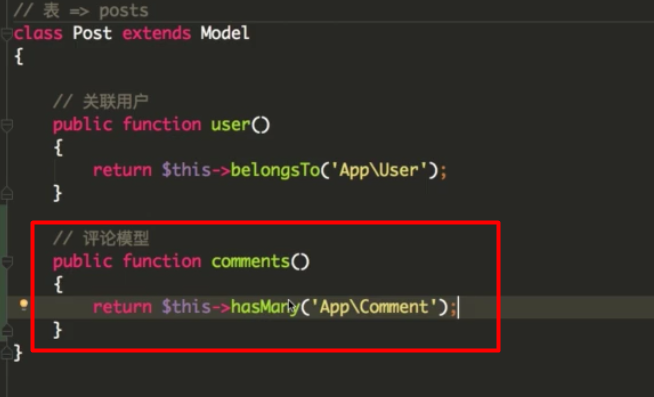 // 表 => posts
class Post extends Model
{
// 关联用户
public function user()
{
return $this->belongsTo('App\User');
}
// 评论模型
public function comments()
{
return $this->hasMany('App\Comment');
}
}